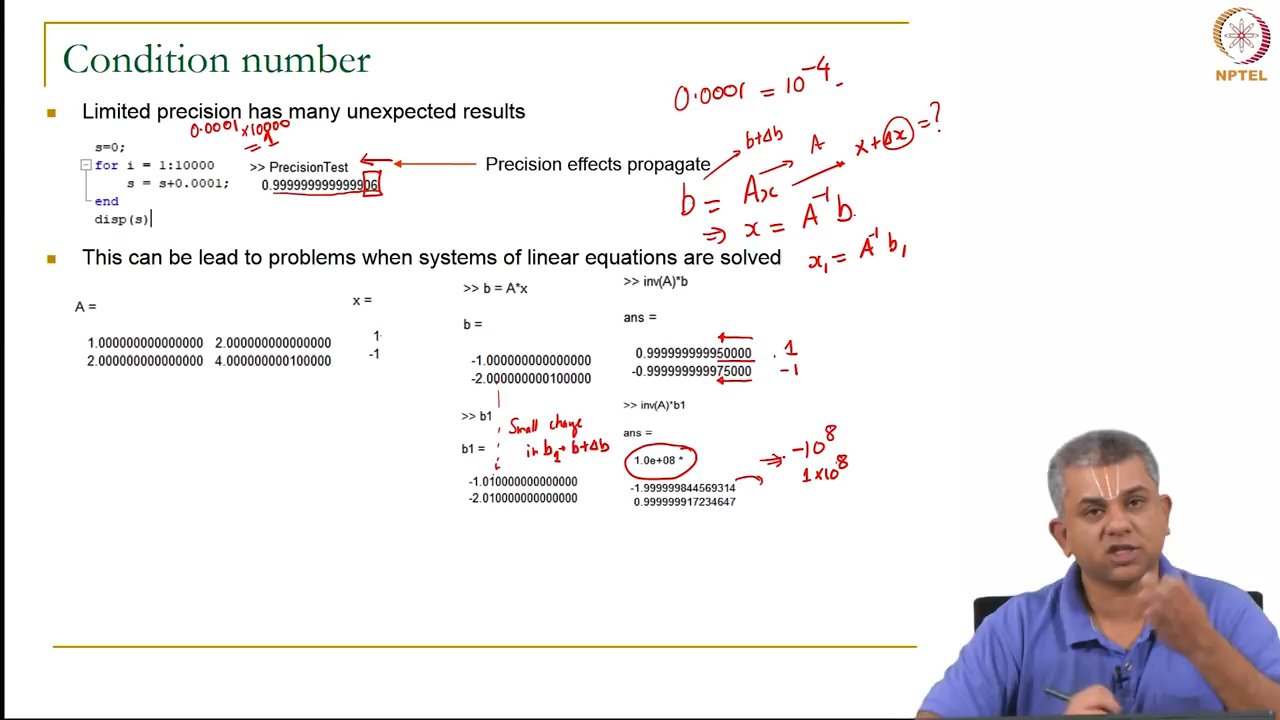 Condition number
NPTEL
0.0001 = 10^-4
Limited precision has many unexpected results
0.0001 x 10000
= 1
s=0;
for i = 1:10000
s = s+0.0001;
end
disp(s)
>> PrecisionTest
0.999999999999906
Precision effects propagate
b+Δb
A
x+Δx = ?
b = Ax
⇒ x = A^-1 b.
x1 = A^-1 b1
This can be lead to problems when systems of linear equations are solved
A =
1.000000000000000 2.000000000000000
2.000000000000000 4.000000000100000
x =
1
-1
>> b = A*x
b =
-1.000000000000000
-2.000000000100000
>> inv(A)*b
ans =
0.999999999950000 1
-0.999999999975000 -1
>> b1
Small change
in b1→ b+Δb
b1 =
-1.010000000000000
-2.010000000000000
>> inv(A)*b1
ans =
1.0e+08 *
-1.999999844569314
0.999999917234647
⇒ -10^8
1x10^8